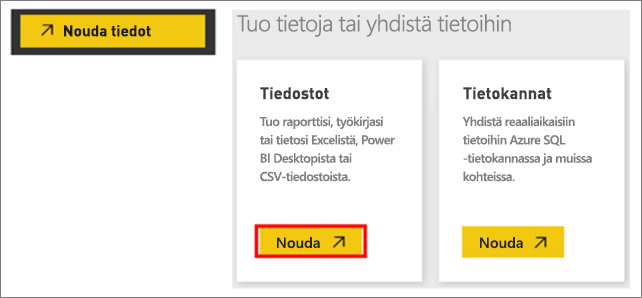 Nouda tiedot
Tuo tietoja tai yhdistä tietoihin
Tiedostot
Tuo raporttisi, työkirjasi
tai tietosi Excelistä, Power
BI Desktopista tai
CSV-tiedostoista.
Nouda
Tietokannat
Yhdistä reaaliaikaisiin
tietoihin Azure SQL
-tietokannassa ja muissa
kohteissa.
Nouda